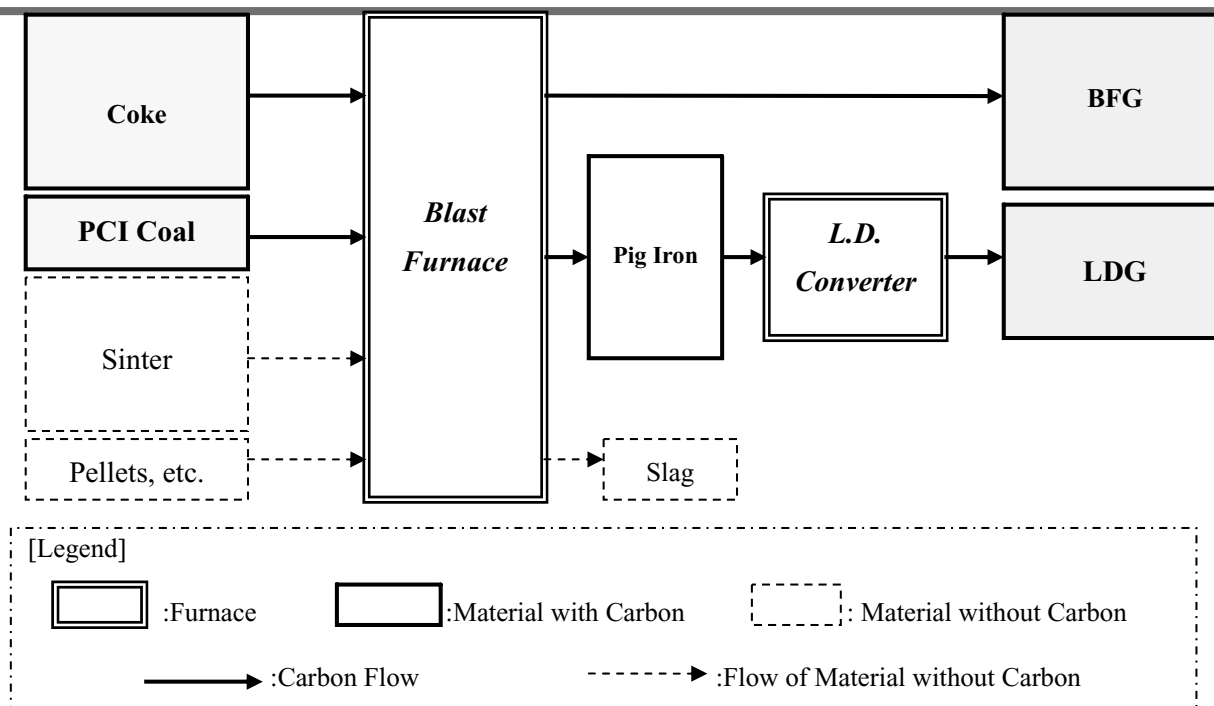 Coke
BFG
PCI Coal
Blast
Furnace
Pig Iron
L.D.
Converter
LDG
Sinter
Pellets, etc.
Slag
[Legend]
:Furnace
:Material with Carbon
: Material without Carbon
:Carbon Flow
:Flow of Material without Carbon